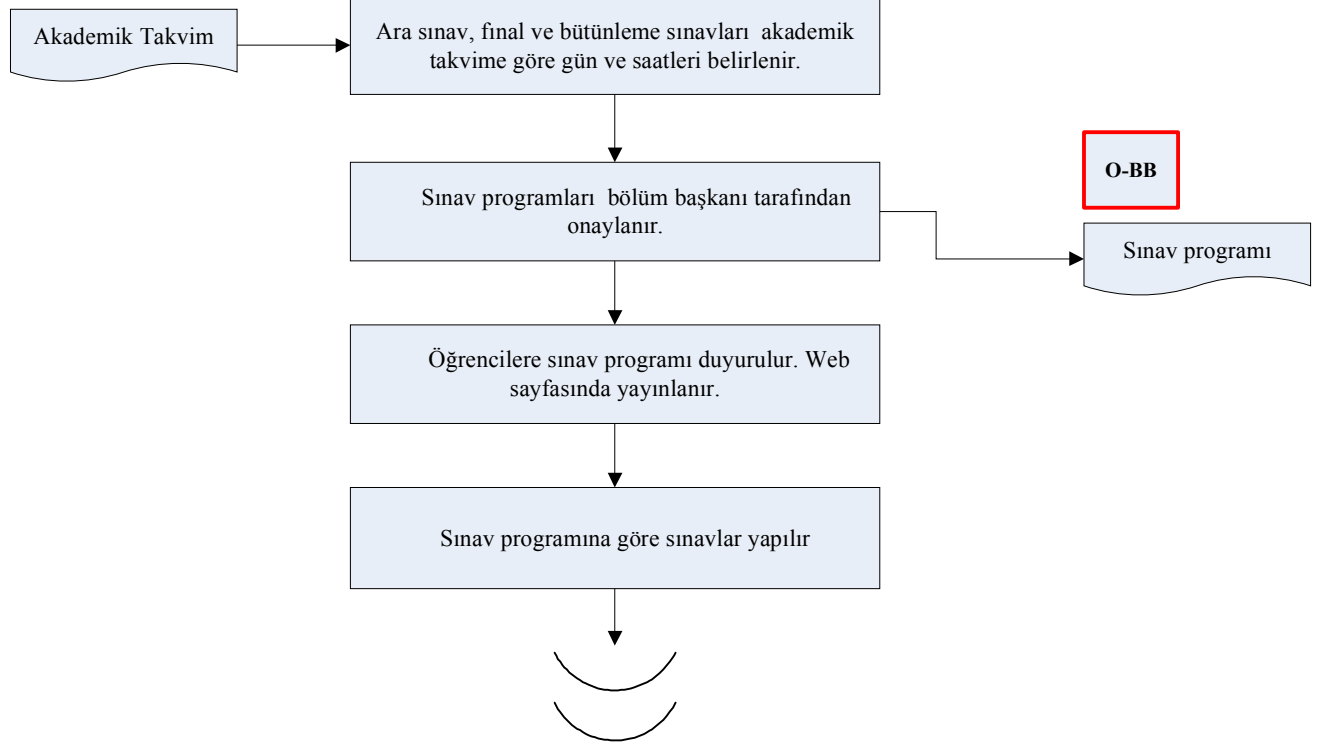 Akademik Takvim
Ara sınav, final ve bütünleme sınavları akademik
takvime göre gün ve saatleri belirlenir.
O-BB
Sınav programları bölüm başkanı tarafından
onaylanır.
Sınav programı
Öğrencilere sınav programı duyurulur. Web
sayfasında yayınlanır.
Sınav programına göre sınavlar yapılır